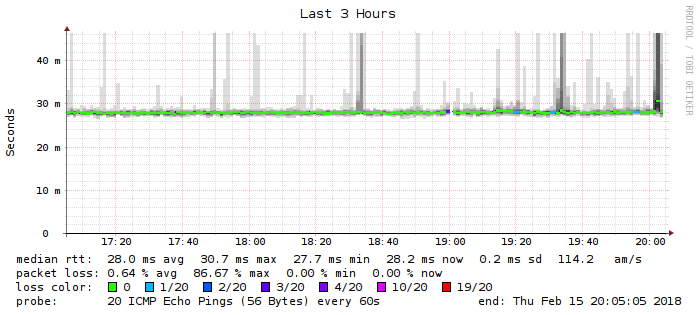 Last 3 Hours
RRDTOOL / TOBI OETIKER
Seconds
40 m
30 m
20 m
10 m
0
17:20 17:40 18:00 18:20 18:40 19:00 19:20 19:40 20:00
median rtt: 28.0 ms avg 30.7 ms max 27.7 ms min 28.2 ms now 0.2 ms sd 114.2 am/s
packet loss: 0.64 % avg 86.67 % max 0.00 % min 0.00 % now
loss color: 0 1/20 2/20 3/20 4/20 10/20 19/20
probe: 20 ICMP Echo Pings (56 Bytes) every 60s end: Thu Feb 15 20:05:05 2018